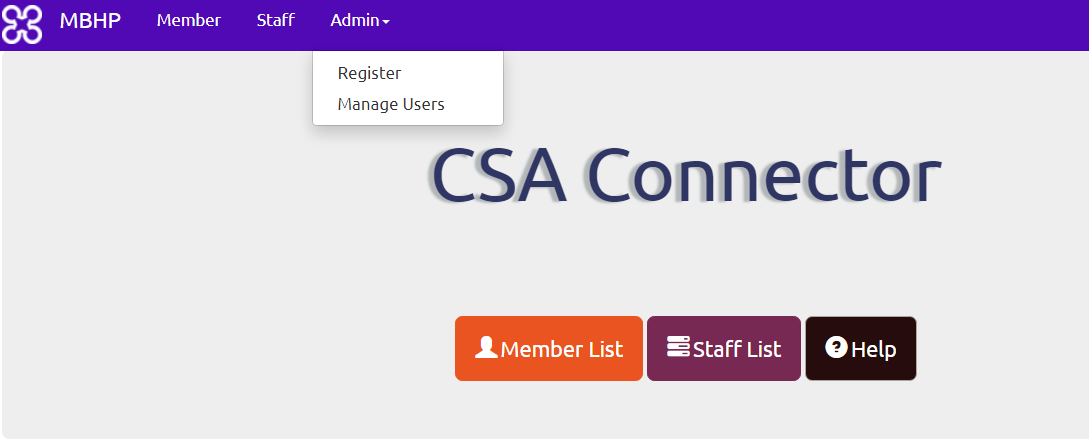 MBHP Member Staff Admin
Register
Manage Users
CSA Connector
Member List Staff List Help